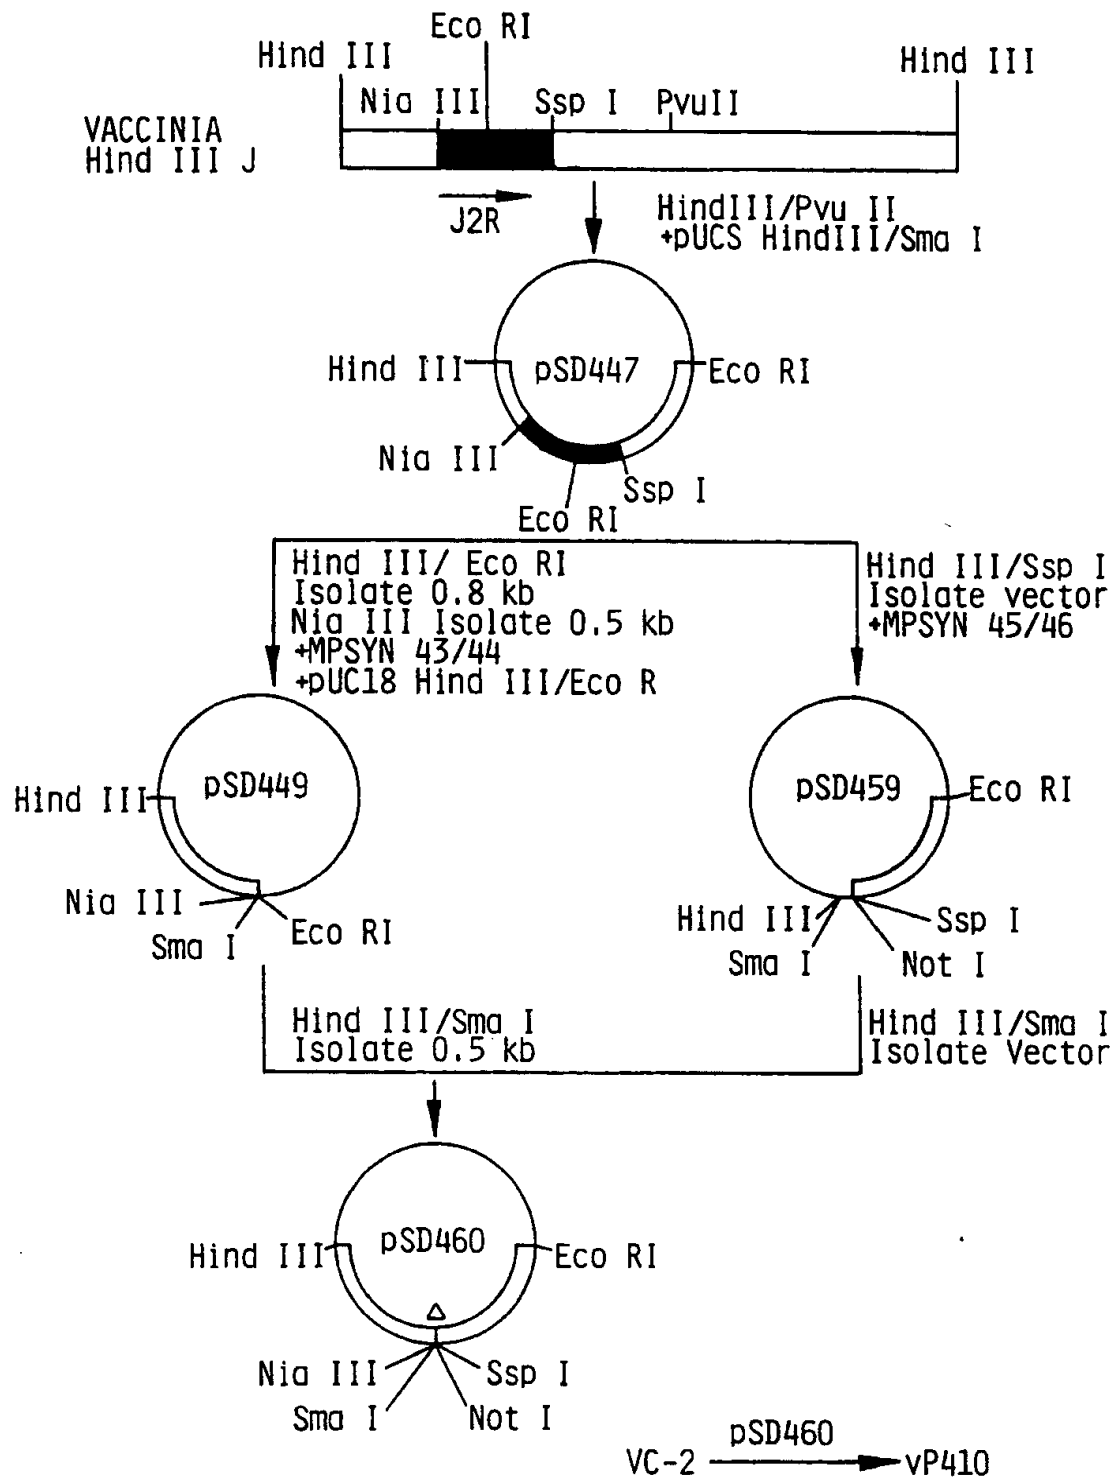 Eco RI
Hind III
Hind III
Nia III
Ssp I
PvuII
VACCINIA
Hind III J
J2R
HindIII/Pvu II
+pUCS HindIII/Sma I
Hind III
pSD447
Eco RI
Nia III
Ssp I
Eco RI
Hind III/ Eco RI
Isolate 0.8 kb
Nia III Isolate 0.5 kb
+MPSYN 43/44
+pUC18 Hind III/Eco R
Hind III/Ssp I
Isolate vector
+MPSYN 45/46
Hind III
pSD449
Nia III
Sma I
Eco RI
pSD459
Eco RI
Hind III
Sma I
Ssp I
Not I
Hind III/Sma I
Isolate 0.5 kb
Hind III/Sma I
Isolate Vector
Hind III
pSD460
Eco RI
Δ
Nia III
Ssp I
Sma I
Not I
pSD460
VC-2
vP410